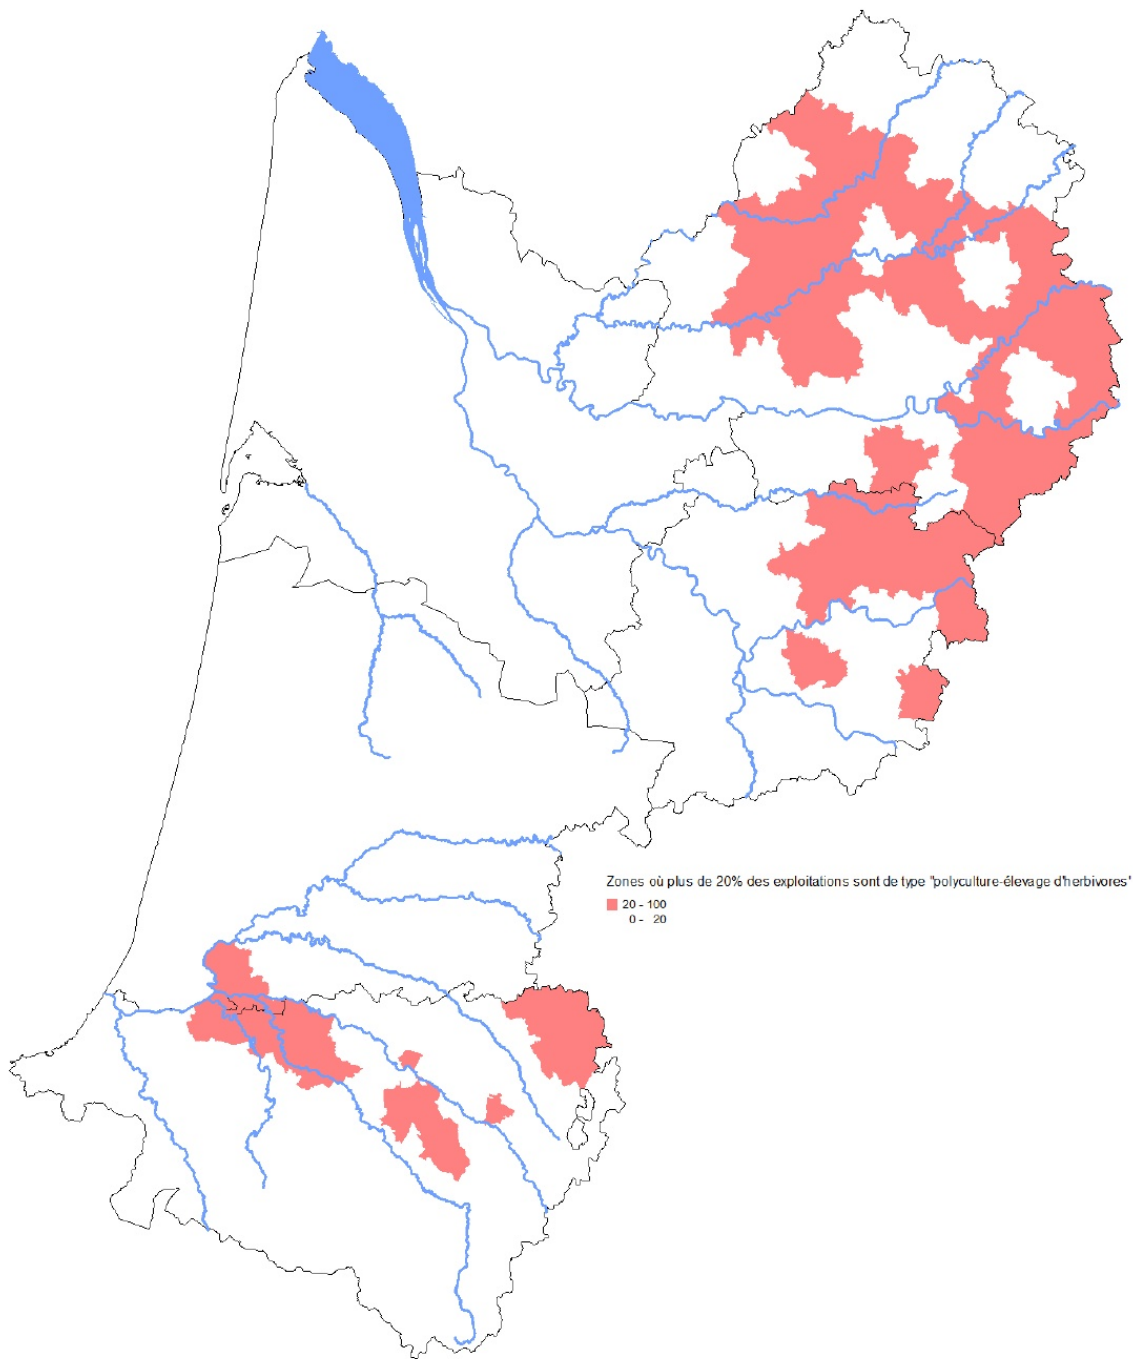 Zones où plus de 20% des exploitations sont de type "polyculture-élevage d'herbivores"
20 - 100
0 - 20